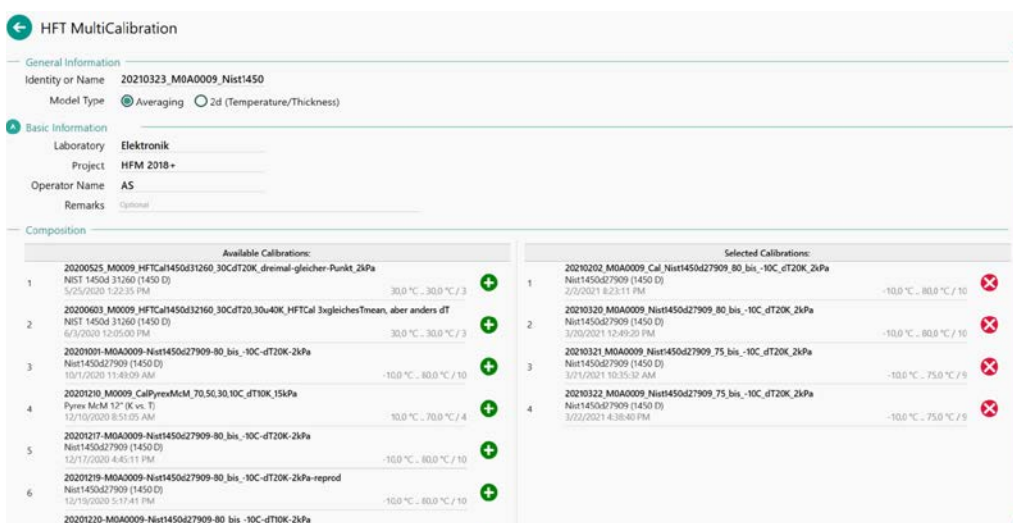 HFT MultiCalibration
General Information
Identity or Name 20210323_M0A0009_Nist1450
Model Type Averaging 2d (Temperature/Thickness)
Basic Information
Laboratory Elektronik
Project HFM 2018+
Operator Name AS
Remarks Optional
Composition
Available Calibrations:
20200525_M0009_HFTCal1450d31260_30CdT20K_dreimal-gleicher-Punkt_2kPa
1 NIST 1450d 31260 (1450 D)
5/25/2020 1:22:35 PM 30,0 °C .. 30,0 °C / 3
20200603_M0009_HFTCal1450d32160_30CdT20,30u40K_HFTCal 3xgleichesTmean, aber anders dT
2 NIST 1450d 31260 (1450 D)
6/3/2020 12:05:00 PM 30,0 °C .. 30,0 °C / 3
20201001-M0A0009-Nist1450d27909-80_bis_-10C-dT20K-2kPa
3 Nist1450d27909 (1450 D)
10/1/2020 11:49:09 AM -10,0 °C .. 80,0 °C / 10
20201210_M0009_CalPyrexMcM_70,50,30,10C_dT10K_15kPa
4 Pyrex McM 12" (K vs. T)
12/10/2020 8:51:05 AM 10,0 °C .. 70,0 °C / 4
20201217-M0A0009-Nist1450d27909-80_bis_-10C-dT20K-2kPa
5 Nist1450d27909 (1450 D)
12/17/2020 4:45:11 PM -10,0 °C .. 80,0 °C / 10
20201219-M0A0009-Nist1450d27909-80_bis_-10C-dT20K-2kPa-reprod
6 Nist1450d27909 (1450 D)
12/19/2020 5:17:41 PM -10,0 °C .. 80,0 °C / 10
20201220-M0A0009-Nist1450d27909-80_bis_-10C-dT10K-2kPa
Selected Calibrations:
20210202_M0A0009_Cal_Nist1450d27909_80_bis_-10C_dT20K_2kPa
1 Nist1450d27909 (1450 D)
2/2/2021 8:23:11 PM -10,0 °C .. 80,0 °C / 10
20210320_M0A0009_Nist1450d27909_80_bis_-10C_dT20K_2kPa
2 Nist1450d27909 (1450 D)
3/20/2021 12:49:20 PM -10,0 °C .. 80,0 °C / 10
20210321_M0A0009_Nist1450d27909_75_bis_-10C_dT20K_2kPa
3 Nist1450d27909 (1450 D)
3/21/2021 10:35:32 AM -10,0 °C .. 75,0 °C / 9
20210322_M0A0009_Nist1450d27909_75_bis_-10C_dT20K_2kPa
4 Nist1450d27909 (1450 D)
3/22/2021 4:38:40 PM -10,0 °C .. 75,0 °C / 9